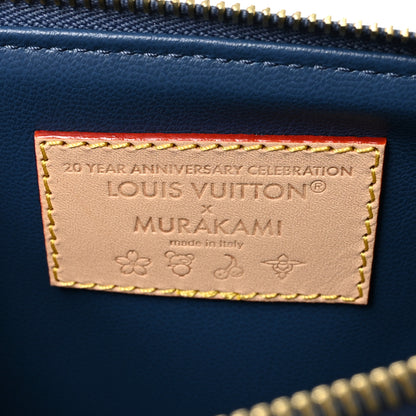 20 YEAR ANNIVERSARY CELEBRATION
LOUIS VUITTON®
×
MURAKAMI
made in Italy